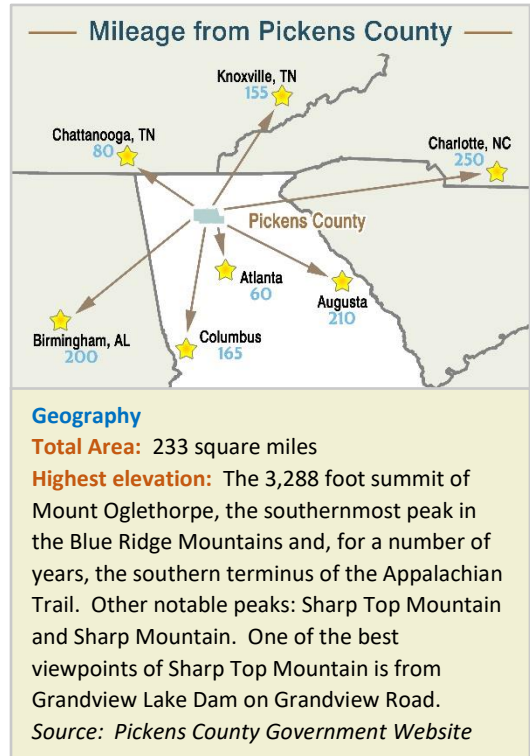 Mileage from Pickens County
Knoxville, TN
155
Chattanooga, TN
80
Charlotte, NC
250
Pickens County
Atlanta
60
Augusta
210
Birmingham, AL
200
Columbus
165
Geography
Total Area: 233 square miles
Highest elevation: The 3,288 foot summit of
Mount Oglethorpe, the southernmost peak in
the Blue Ridge Mountains and, for a number of
years, the southern terminus of the Appalachian
Trail. Other notable peaks: Sharp Top Mountain
and Sharp Mountain. One of the best
viewpoints of Sharp Top Mountain is from
Grandview Lake Dam on Grandview Road.
Source: Pickens County Government Website